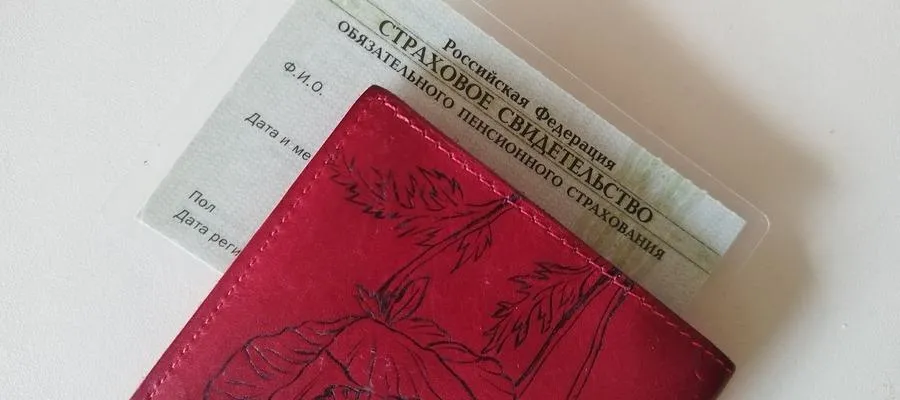 Российская Федерация
СТРАХОВОЕ СВИДЕТЕЛЬСТВО
ОБЯЗАТЕЛЬНОГО ПЕНСИОННОГО СТРАХОВАНИЯ
Ф.И.О.
Дата и ме
Пол
Дата реги